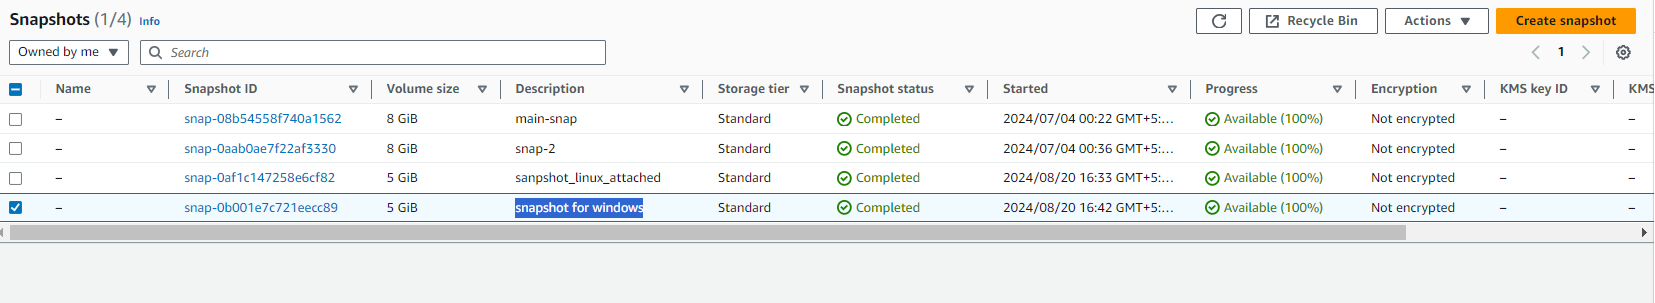 Snapshots (1/4) Info Recycle Bin Actions Create snapshot
Owned by me Search 1
Name Snapshot ID Volume size Description Storage tier Snapshot status Started Progress Encryption KMS key ID KMS
– snap-08b54558f740a1562 8 GiB main-snap Standard Completed 2024/07/04 00:22 GMT+5:... Available (100%) Not encrypted – –
– snap-0aab0ae7f22af3330 8 GiB snap-2 Standard Completed 2024/07/04 00:36 GMT+5:... Available (100%) Not encrypted – –
– snap-0af1c147258e6cf82 5 GiB sanpshot_linux_attached Standard Completed 2024/08/20 16:33 GMT+5:... Available (100%) Not encrypted – –
– snap-0b001e7c721eecc89 5 GiB snapshot for windows Standard Completed 2024/08/20 16:42 GMT+5:... Available (100%) Not encrypted – –